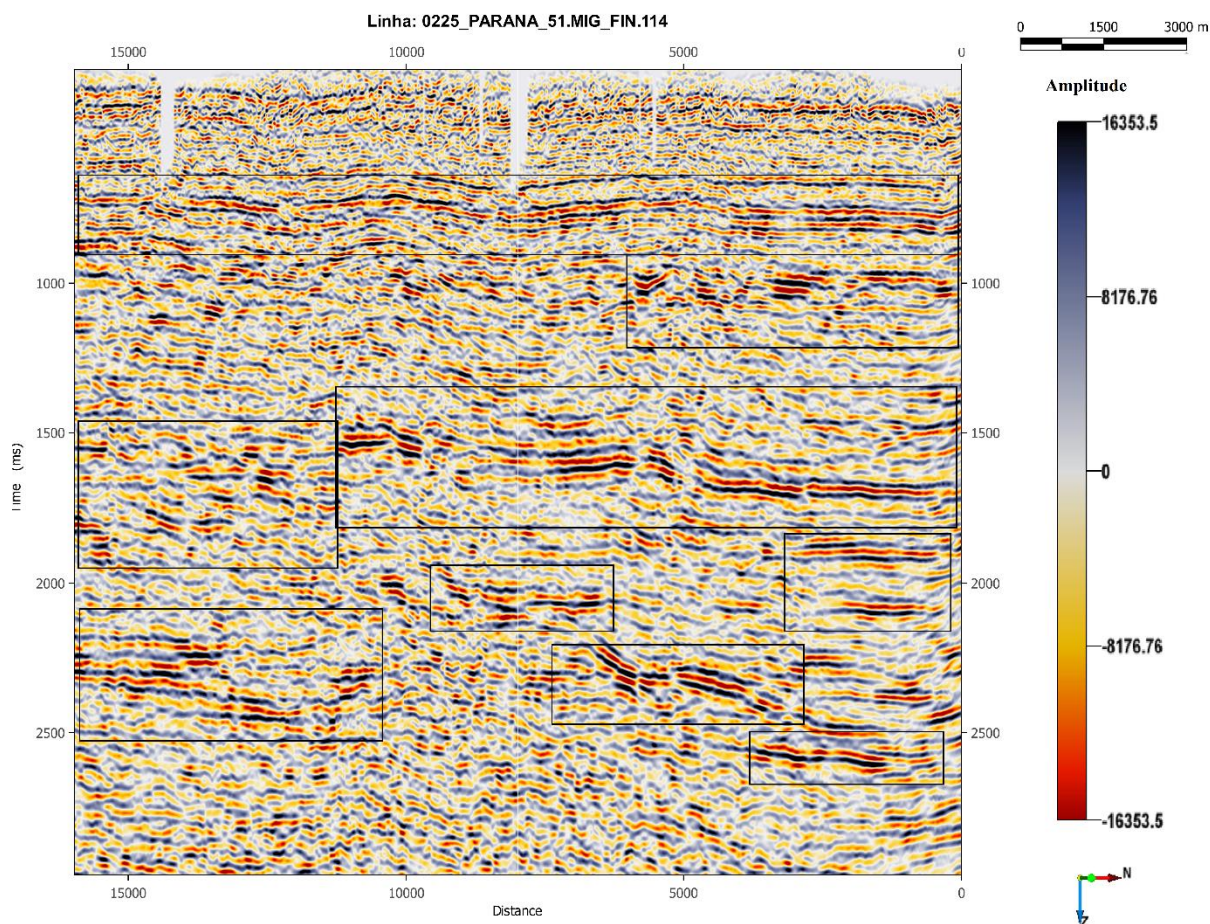 Linha: 0225_PARANA_51.MIG_FIN.114
0 1500 3000 m
15000 10000 5000 0
Amplitude
16353.5
8176.76
0
-8176.76
-16353.5
1000 1000
1500 1500
2000 2000
2500 2500
Time (ms)
15000 10000 5000 0
Distance
N
Z